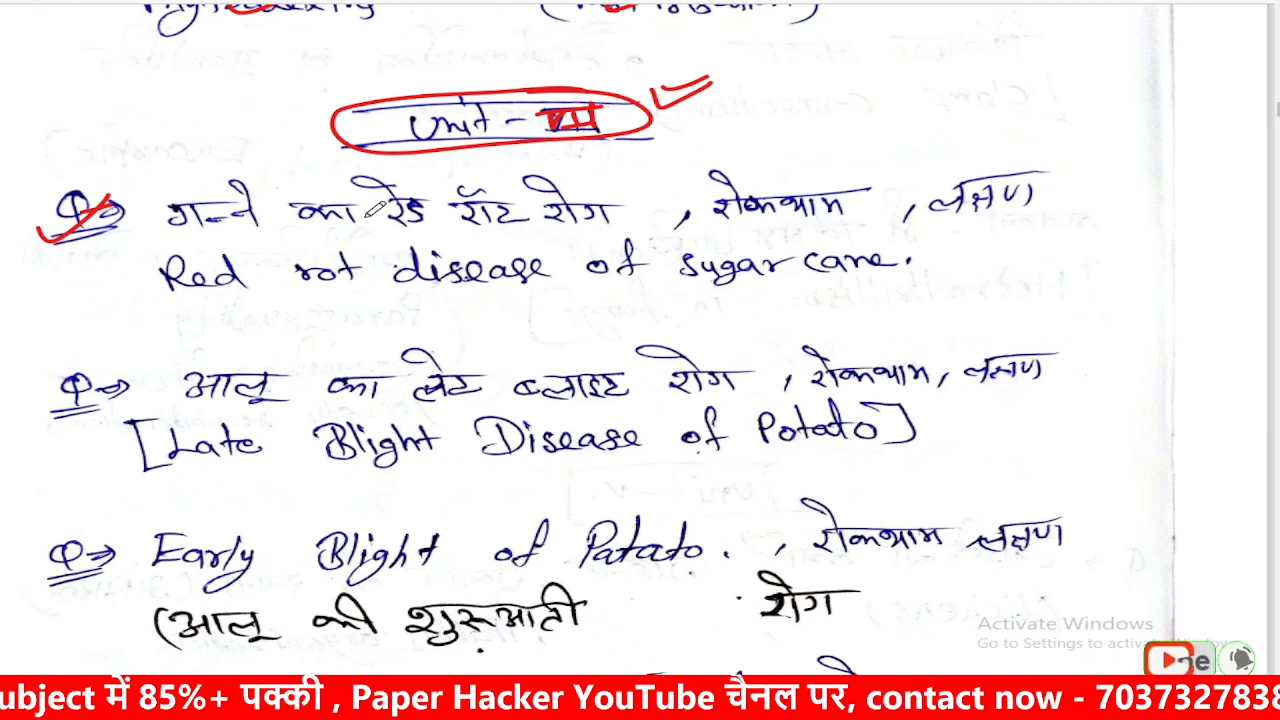 Unit - VII
Q⇒ गन्ने का रेड रॉट रोग , रोकथाम , लक्षण
Red rot disease of sugar cane.
Q⇒ आलू का लेट ब्लाइट रोग , रोकथाम, लक्षण
[Late Blight Disease of Potato]
Q⇒ Early Blight of Patato. , रोकथाम लक्षण
(आलू की शुरुआती रोग
Activate Windows
Go to Settings to activate Windows.
ubject में 85%+ पक्की , Paper Hacker YouTube चैनल पर, contact now - 7037327838